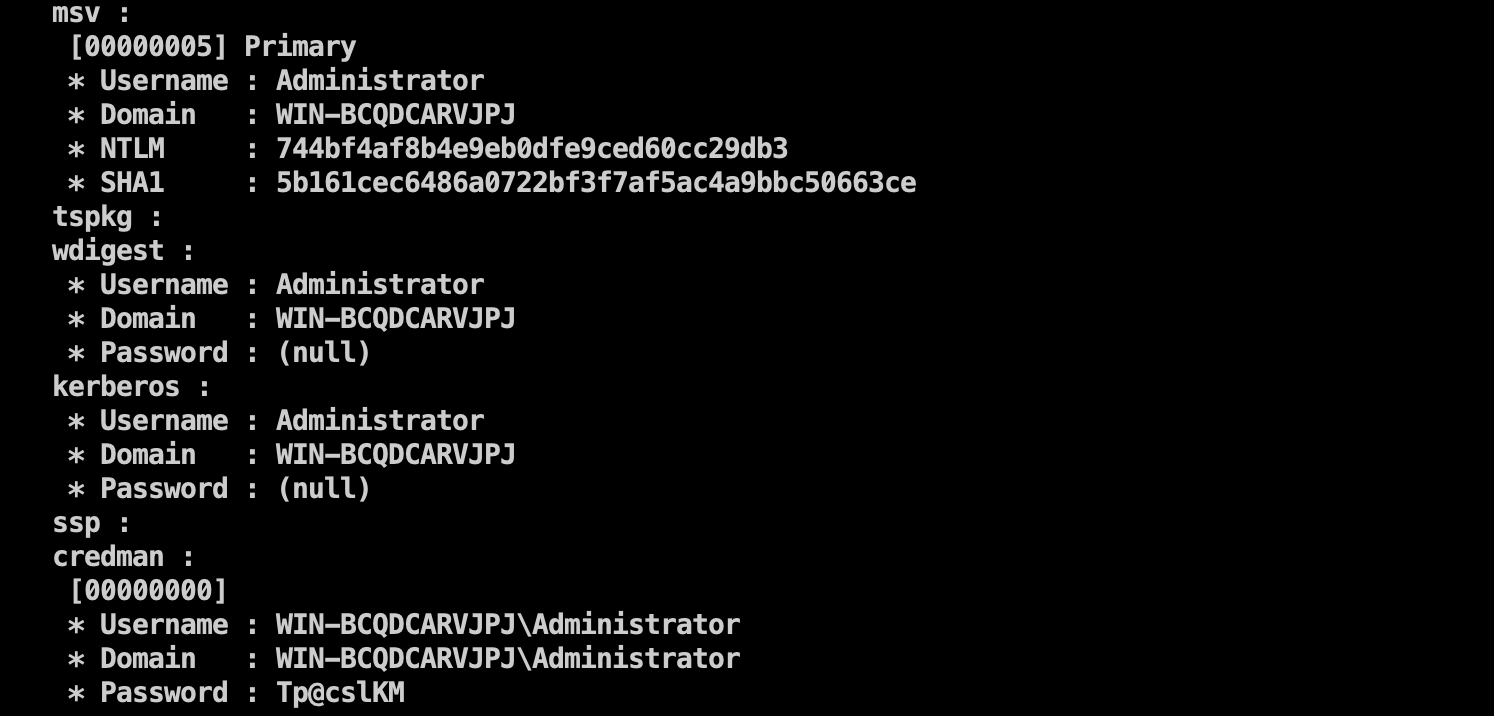 msv :
[00000005] Primary
* Username : Administrator
* Domain   : WIN-BCQDCARVJPJ
* NTLM     : 744bf4af8b4e9eb0dfe9ced60cc29db3
* SHA1     : 5b161cec6486a0722bf3f7af5ac4a9bbc50663ce
tspkg :
wdigest :
* Username : Administrator
* Domain   : WIN-BCQDCARVJPJ
* Password : (null)
kerberos :
* Username : Administrator
* Domain   : WIN-BCQDCARVJPJ
* Password : (null)
ssp :
credman :
[00000000]
* Username : WIN-BCQDCARVJPJ\Administrator
* Domain   : WIN-BCQDCARVJPJ\Administrator
* Password : Tp@cslKM